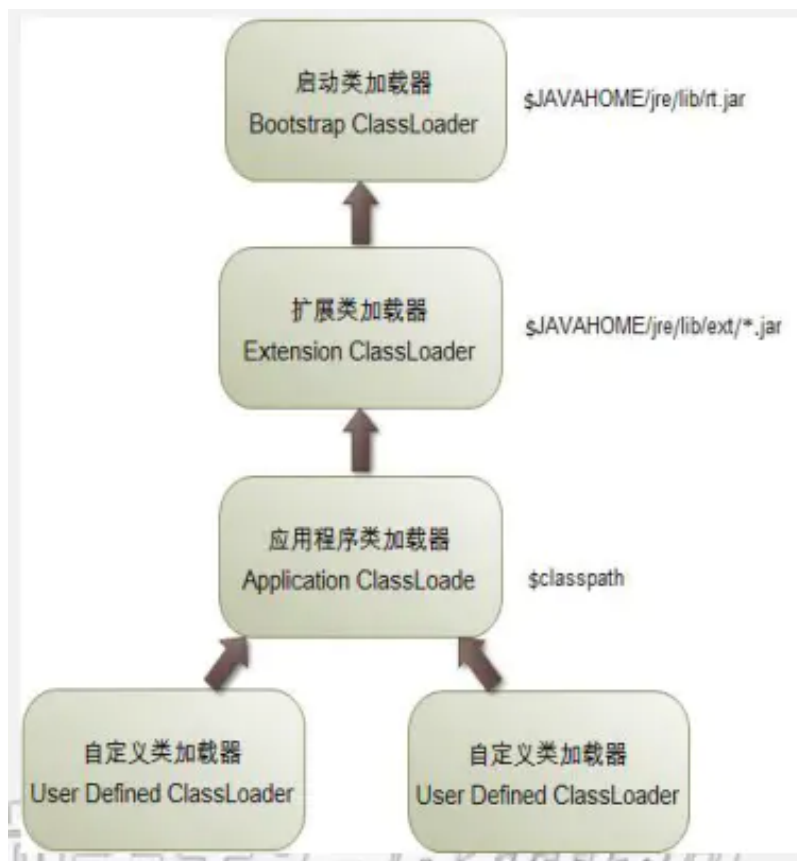 启动类加载器
Bootstrap ClassLoader
$JAVAHOME/jre/lib/rt.jar
扩展类加载器
Extension ClassLoader
$JAVAHOME/jre/lib/ext/*.jar
应用程序类加载器
Application ClassLoade
$classpath
自定义类加载器
User Defined ClassLoader
自定义类加载器
User Defined ClassLoader